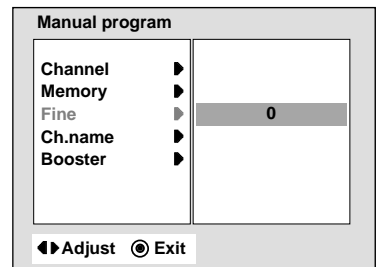 Manual program
Channel
Memory
Fine 0
Ch.name
Booster
Adjust Exit